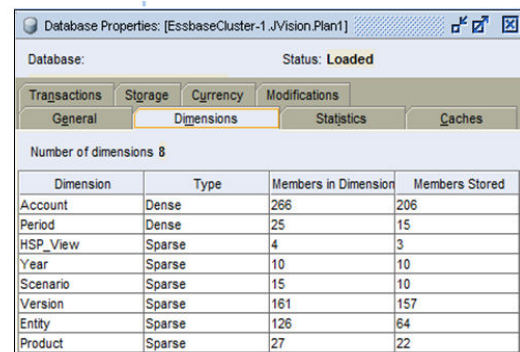 Database Properties: [EssbaseCluster-1.JVision.Plan1]
Database: Status: Loaded
Transactions Storage Currency Modifications
General Dimensions Statistics Caches
Number of dimensions 8
Dimension Type Members in Dimension Members Stored
Account Dense 266 206
Period Dense 25 15
HSP_View Sparse 4 3
Year Sparse 10 10
Scenario Sparse 15 10
Version Sparse 161 157
Entity Sparse 126 64
Product Sparse 27 22